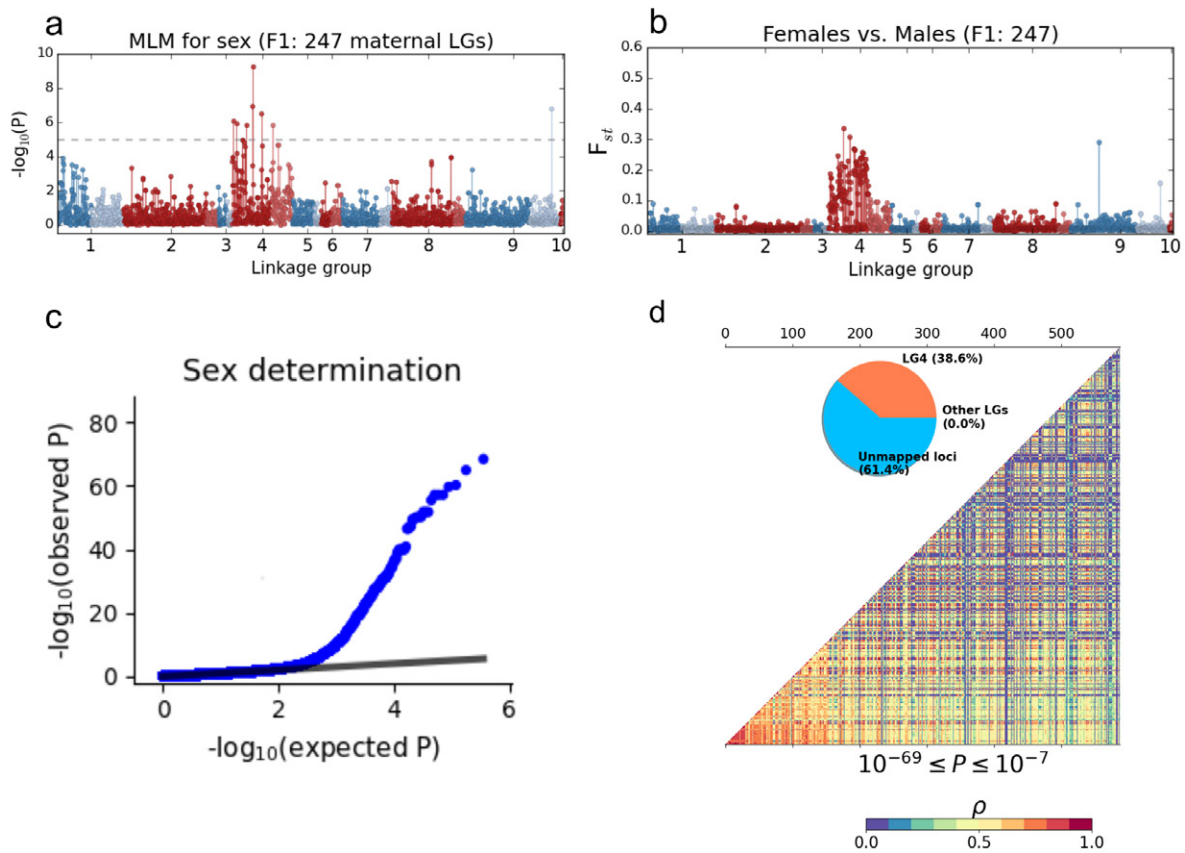 a
MLM for sex (F1: 247 maternal LGs)
10
8
6
4
2
0
-log10(P)
1 2 3 4 5 6 7 8 9 10
Linkage group
b
Females vs. Males (F1: 247)
0.6
0.5
0.4
0.3
0.2
0.1
0.0
Fst
1 2 3 4 5 6 7 8 9 10
Linkage group
c
Sex determination
80
60
40
20
0
-log10(observed P)
0 2 4 6
-log10(expected P)
d
0 100 200 300 400 500
LG4 (38.6%)
Other LGs
(0.0%)
Unmapped loci
(61.4%)
10⁻⁶⁹ ≤ P ≤ 10⁻⁷
ρ
0.0 0.5 1.0